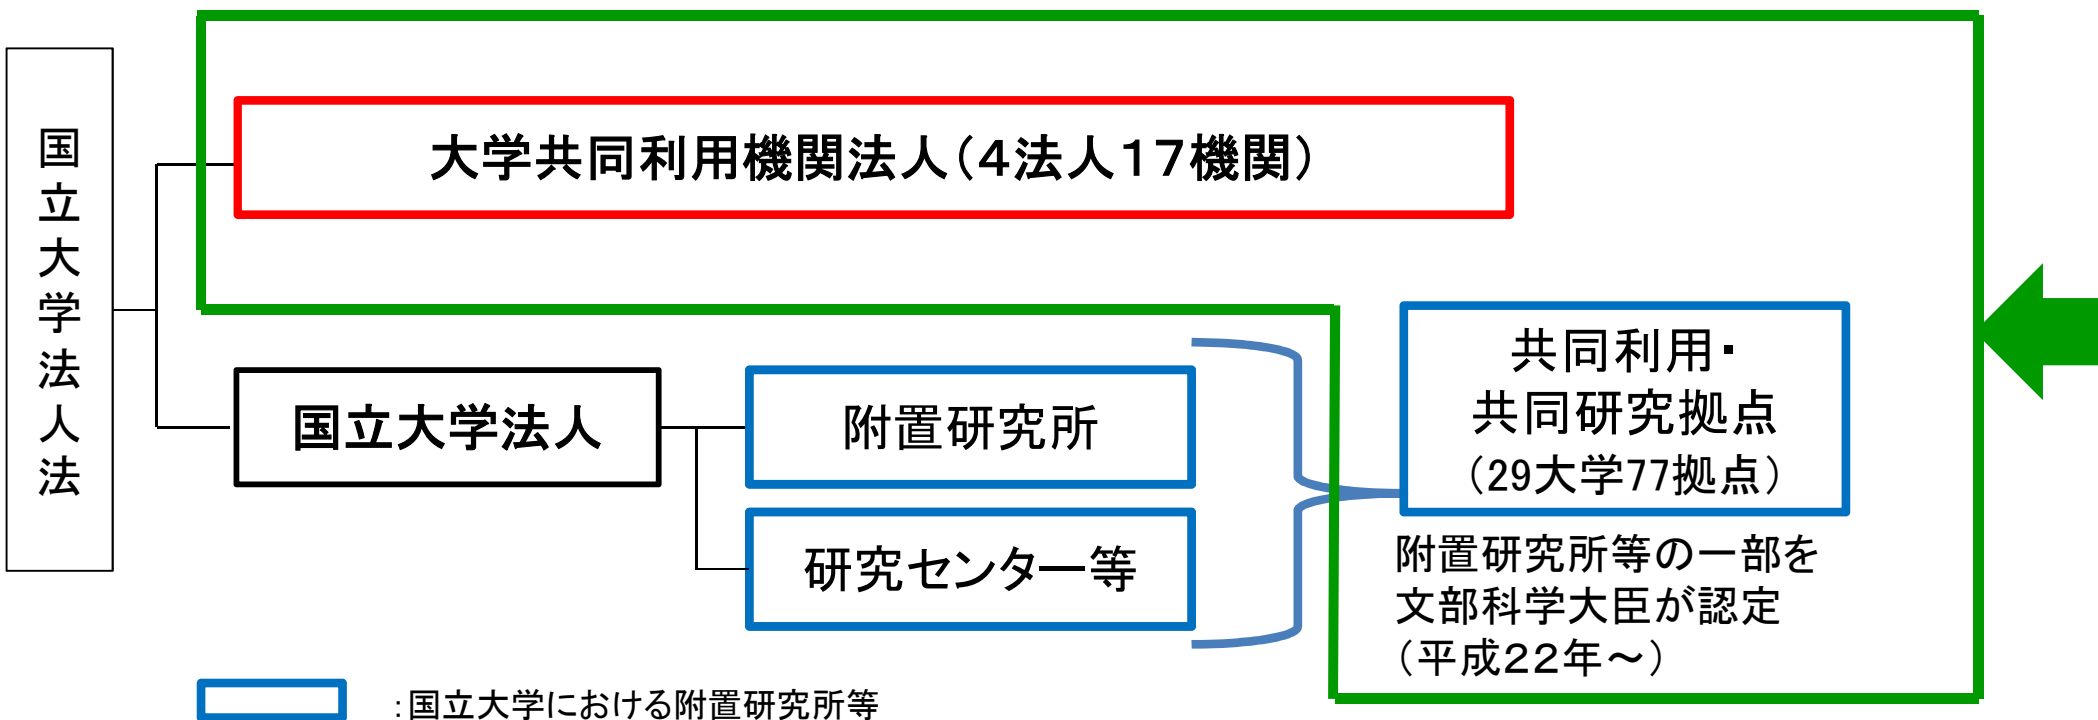 国立大学法人法
大学共同利用機関法人（４法人１７機関）
国立大学法人
附置研究所
研究センター等
共同利用・
共同研究拠点
（29大学77拠点）
附置研究所等の一部を
文部科学大臣が認定
（平成２２年～）
：国立大学における附置研究所等